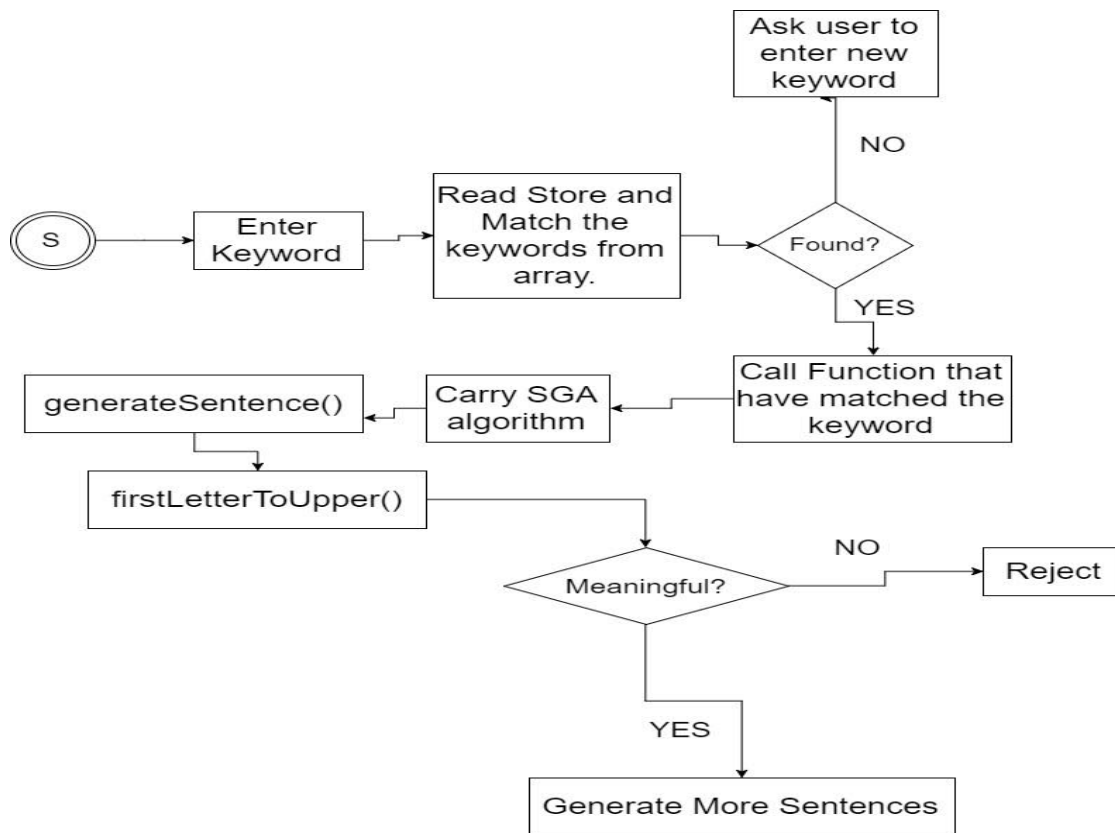 Ask user to
enter new
keyword
NO
S
Enter
Keyword
Read Store and
Match the
keywords from
array.
Found?
YES
Call Function that
have matched the
keyword
Carry SGA
algorithm
generateSentence()
firstLetterToUpper()
Meaningful?
NO
Reject
YES
Generate More Sentences